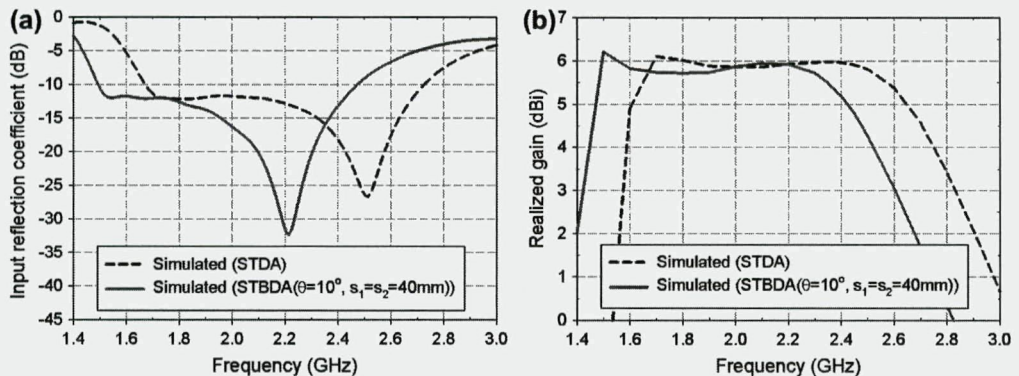 (a)
Input reflection coefficient (dB)
0
-5
-10
-15
-20
-25
-30
-35
-40
-45
Simulated (STDA)
Simulated (STBDA(θ=10°, s₁=s₂=40mm))
1.4 1.6 1.8 2.0 2.2 2.4 2.6 2.8 3.0
Frequency (GHz)
(b)
Realized gain (dBi)
7
6
5
4
3
2
1
0
Simulated (STDA)
Simulated (STBDA(θ=10°, s₁=s₂=40mm))
1.4 1.6 1.8 2.0 2.2 2.4 2.6 2.8 3.0
Frequency (GHz)